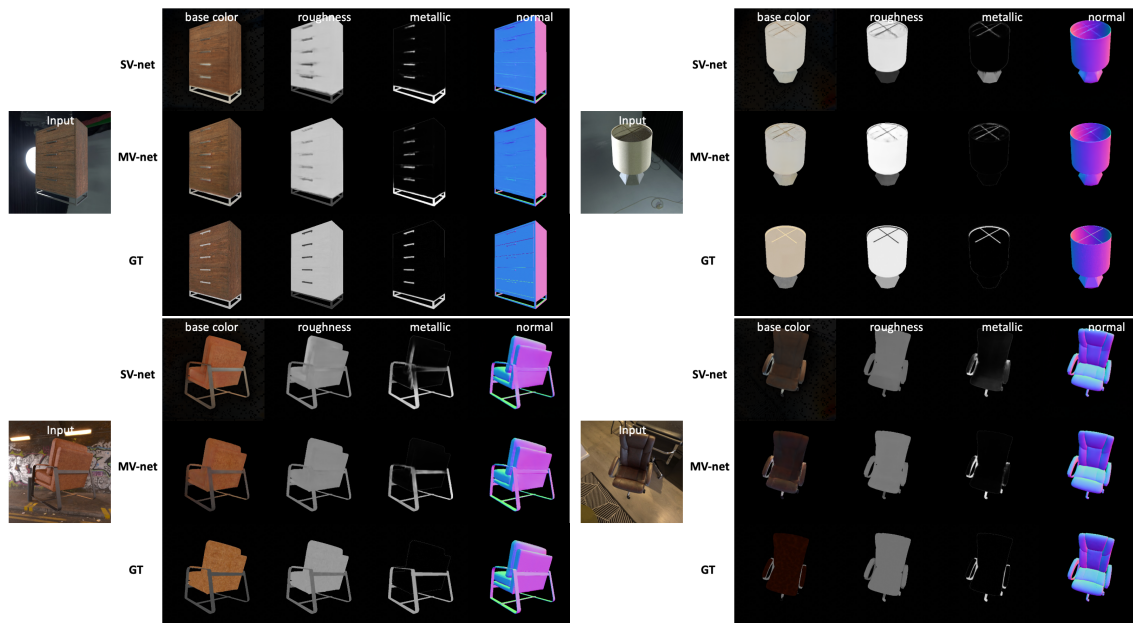 base color roughness metallic normal
SV-net
Input
MV-net
GT
base color roughness metallic normal
SV-net
Input
MV-net
GT
base color roughness metallic normal
SV-net
Input
MV-net
GT
base color roughness metallic normal
SV-net
Input
MV-net
GT